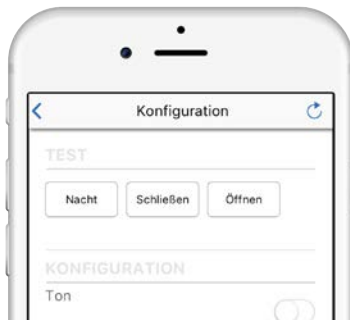 Konfiguration
TEST
Nacht Schließen Öffnen
KONFIGURATION
Ton